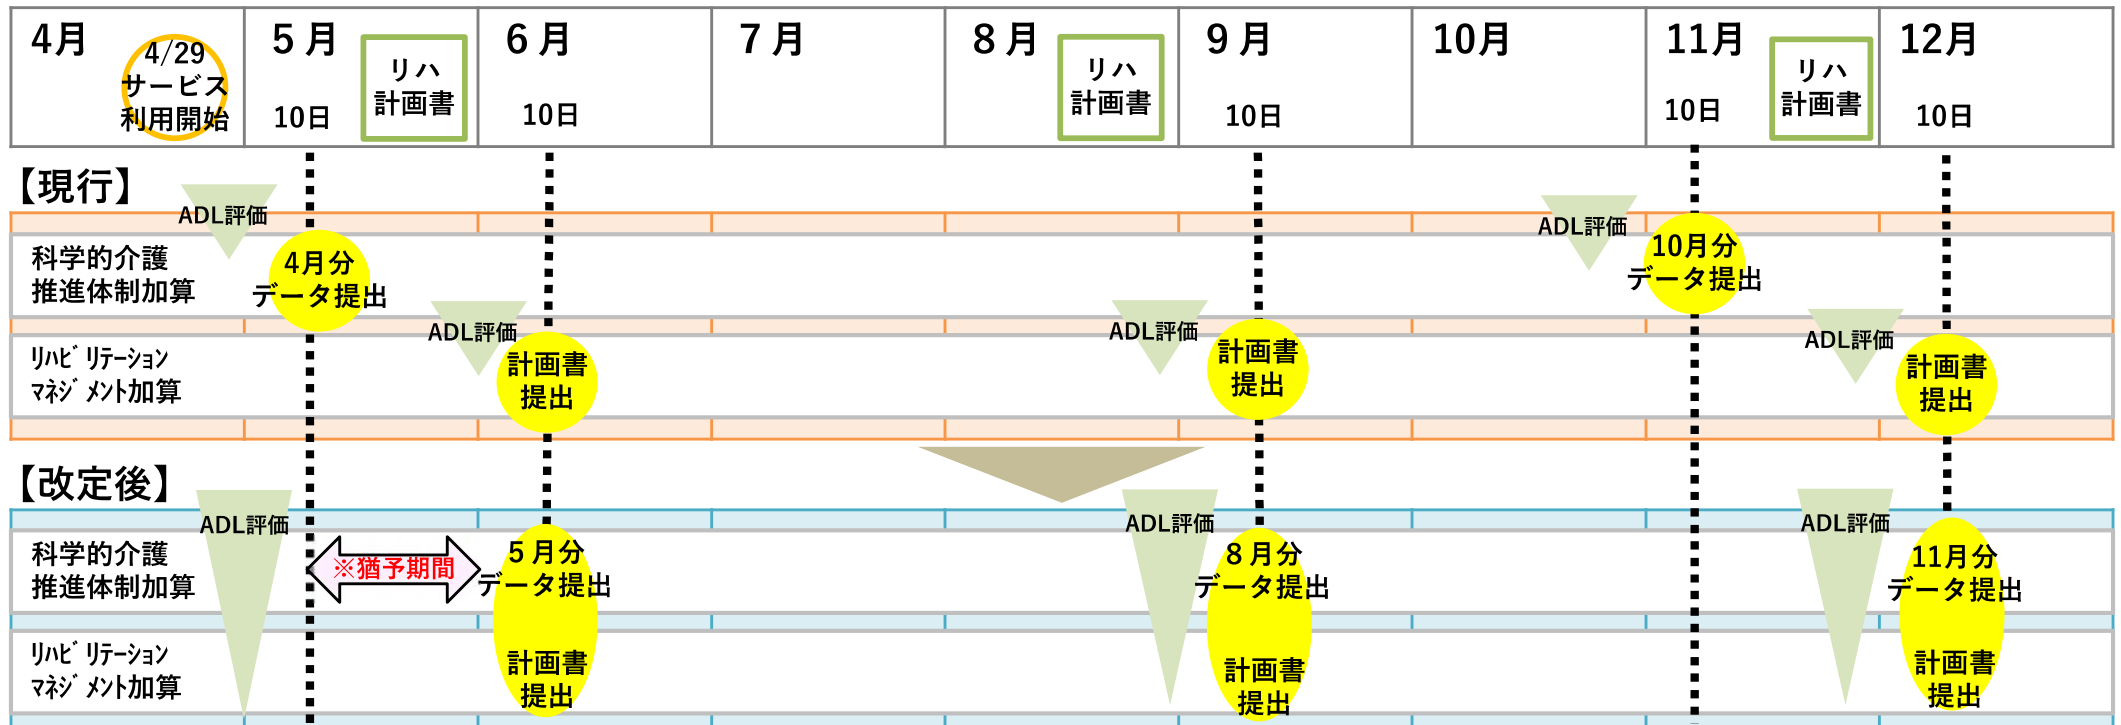 4月
4/29
サービス
利用開始
5月
10日
リハ
計画書
6月
10日
7月
8月
リハ
計画書
9月
10日
10月
11月
10日
リハ
計画書
12月
10日
【現行】
ADL評価
科学的介護
推進体制加算
4月分
データ提出
ADL評価
10月分
データ提出
ﾘﾊﾋﾞﾘﾃｰｼｮﾝ
ﾏﾈｼﾞﾒﾝﾄ加算
ADL評価
計画書
提出
ADL評価
計画書
提出
ADL評価
計画書
提出
【改定後】
ADL評価
科学的介護
推進体制加算
※猶予期間
5月分
データ提出
ADL評価
8月分
データ提出
ADL評価
11月分
データ提出
ﾘﾊﾋﾞﾘﾃｰｼｮﾝ
ﾏﾈｼﾞﾒﾝﾄ加算
計画書
提出
計画書
提出
計画書
提出